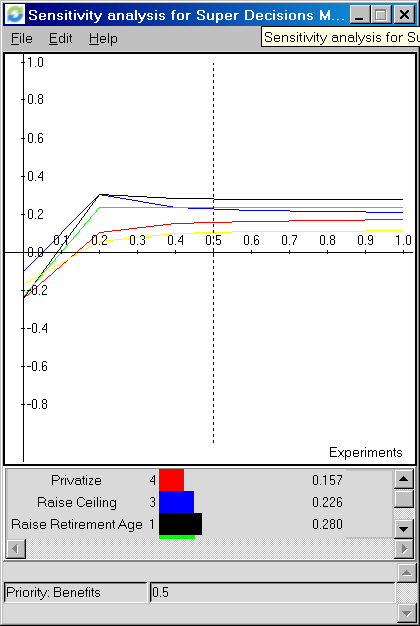 Sensitivity analysis for Super Decisions M...
File Edit Help
Sensitivity analysis for Su
1.0
0.8
0.6
0.4
0.2
0.0
0.1 0.2 0.3 0.4 0.5 0.6 0.7 0.8 0.9 1.0
-0.2
-0.4
-0.6
-0.8
Experiments
Privatize 4 0.157
Raise Ceiling 3 0.226
Raise Retirement Age 1 0.280
Priority: Benefits 0.5